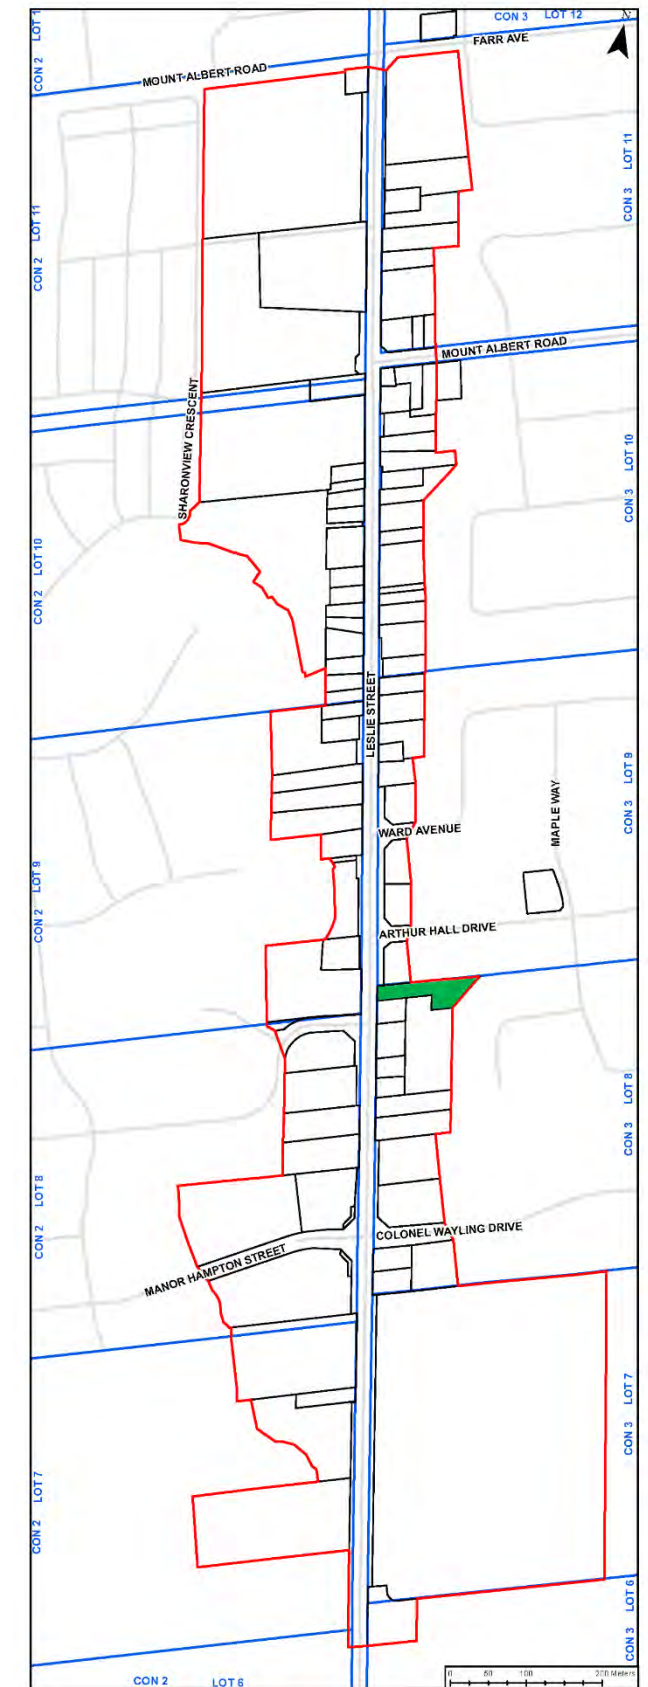 CON 3 LOT 12
N
LOT 1
CON 2
FARR AVE
MOUNT ALBERT ROAD
LOT 11
CON 3
LOT 11
CON 2
MOUNT ALBERT ROAD
SHARONVIEW CRESCENT
LOT 10
CON 3
LOT 10
CON 2
LESLIE STREET
LOT 9
CON 3
MAPLE WAY
WARD AVENUE
LOT 9
CON 2
ARTHUR HALL DRIVE
LOT 8
CON 3
LOT 8
CON 2
COLONEL WAYLING DRIVE
MANOR HAMPTON STREET
LOT 7
CON 3
LOT 7
CON 2
LOT 6
CON 3
CON 2 LOT 6
0 50 100 200 Meters